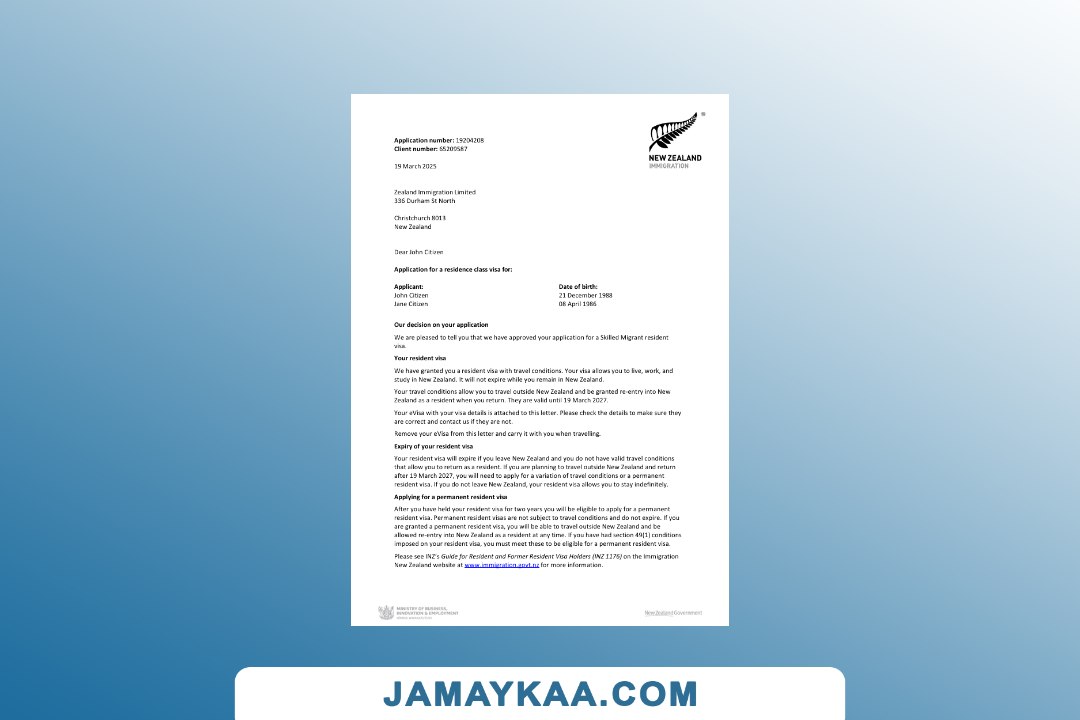 Application number: 19204208
Client number: 65209587
19 March 2025
NEW ZEALAND
IMMIGRATION
Zealand Immigration Limited
336 Durham St North
Christchurch 8013
New Zealand
Dear John Citizen
Application for a residence class visa for:
Applicant: Date of birth:
John Citizen 21 December 1988
Jane Citizen 08 April 1986
Our decision on your application
We are pleased to tell you that we have approved your application for a Skilled Migrant resident
visa.
Your resident visa
We have granted you a resident visa with travel conditions. Your visa allows you to live, work, and
study in New Zealand. It will not expire while you remain in New Zealand.
Your travel conditions allow you to travel outside New Zealand and be granted re-entry into New
Zealand as a resident when you return. They are valid until 19 March 2027.
Your eVisa with your visa details is attached to this letter. Please check the details to make sure they
are correct and contact us if they are not.
Remove your eVisa from this letter and carry it with you when travelling.
Expiry of your resident visa
Your resident visa will expire if you leave New Zealand and you do not have valid travel conditions
that allow you to return as a resident. If you are planning to travel outside New Zealand and return
after 19 March 2027, you will need to apply for a variation of travel conditions or a permanent
resident visa. If you do not leave New Zealand, your resident visa allows you to stay indefinitely.
Applying for a permanent resident visa
After you have held your resident visa for two years you will be eligible to apply for a permanent
resident visa. Permanent resident visas are not subject to travel conditions and do not expire. If you
are granted a permanent resident visa, you will be able to travel outside New Zealand and be
allowed re-entry into New Zealand as a resident at any time. If you have had section 49(1) conditions
imposed on your resident visa, you must meet these to be eligible for a permanent resident visa.
Please see INZ's Guide for Resident and Former Resident Visa Holders (INZ 1176) on the Immigration
New Zealand website at www.immigration.govt.nz for more information.
MINISTRY OF BUSINESS,
INNOVATION & EMPLOYMENT
New Zealand Government
JAMAYKAA.COM